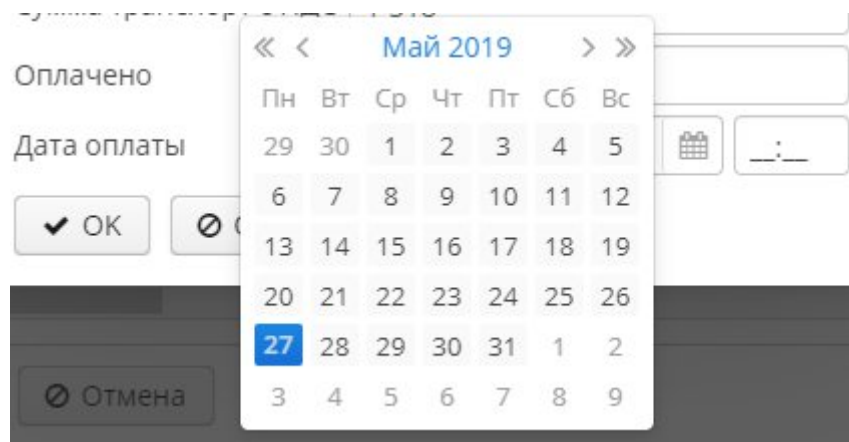 « < Май 2019 > »
Оплачено
Пн Вт Ср Чт Пт Сб Вс
Дата оплаты
29 30 1 2 3 4 5
__:__
6 7 8 9 10 11 12
OK
13 14 15 16 17 18 19
20 21 22 23 24 25 26
27 28 29 30 31 1 2
Отмена
3 4 5 6 7 8 9